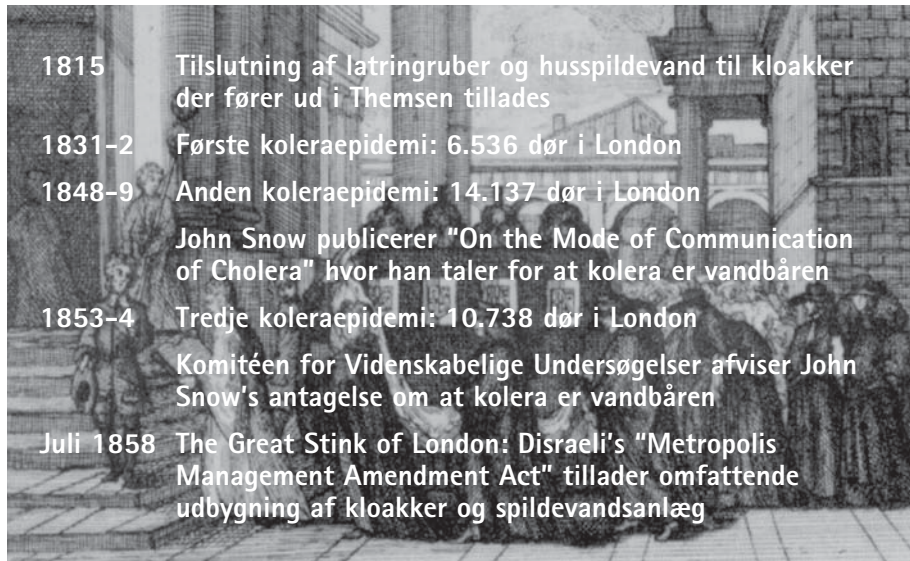 1815 Tilslutning af latringruber og husspildevand til kloakker
der fører ud i Themsen tillades
1831-2 Første koleraepidemi: 6.536 dør i London
1848-9 Anden koleraepidemi: 14.137 dør i London
John Snow publicerer “On the Mode of Communication
of Cholera” hvor han taler for at kolera er vandbåren
1853-4 Tredje koleraepidemi: 10.738 dør i London
Komitéen for Videnskabelige Undersøgelser afviser John
Snow's antagelse om at kolera er vandbåren
Juli 1858 The Great Stink of London: Disraeli's “Metropolis
Management Amendment Act” tillader omfattende
udbygning af kloakker og spildevandsanlæg